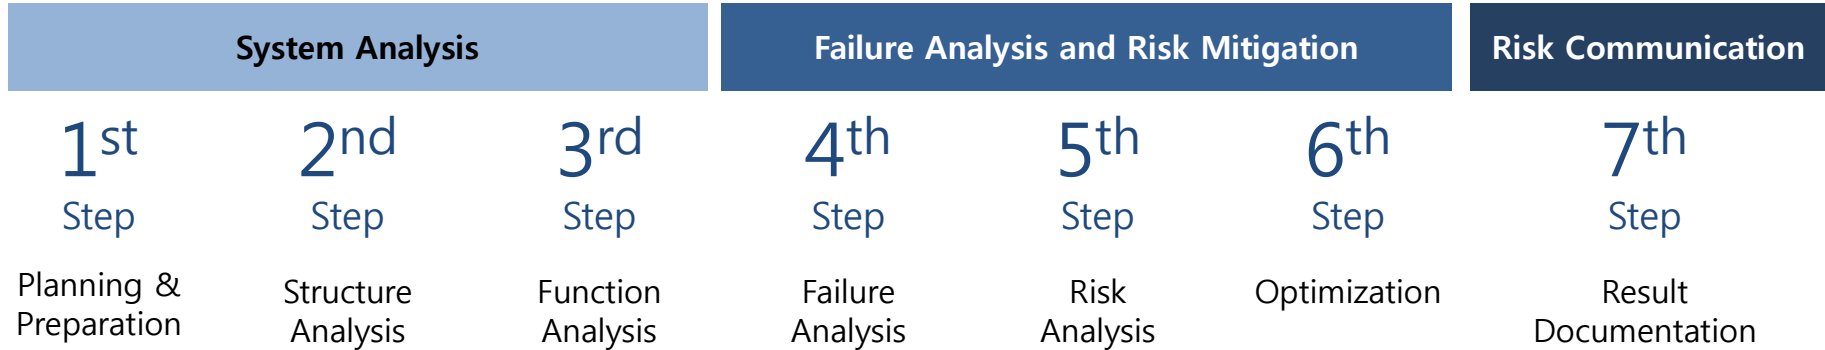 System Analysis
Failure Analysis and Risk Mitigation
Risk Communication
1st
Step
Planning &
Preparation
2nd
Step
Structure
Analysis
3rd
Step
Function
Analysis
4th
Step
Failure
Analysis
5th
Step
Risk
Analysis
6th
Step
Optimization
7th
Step
Result
Documentation